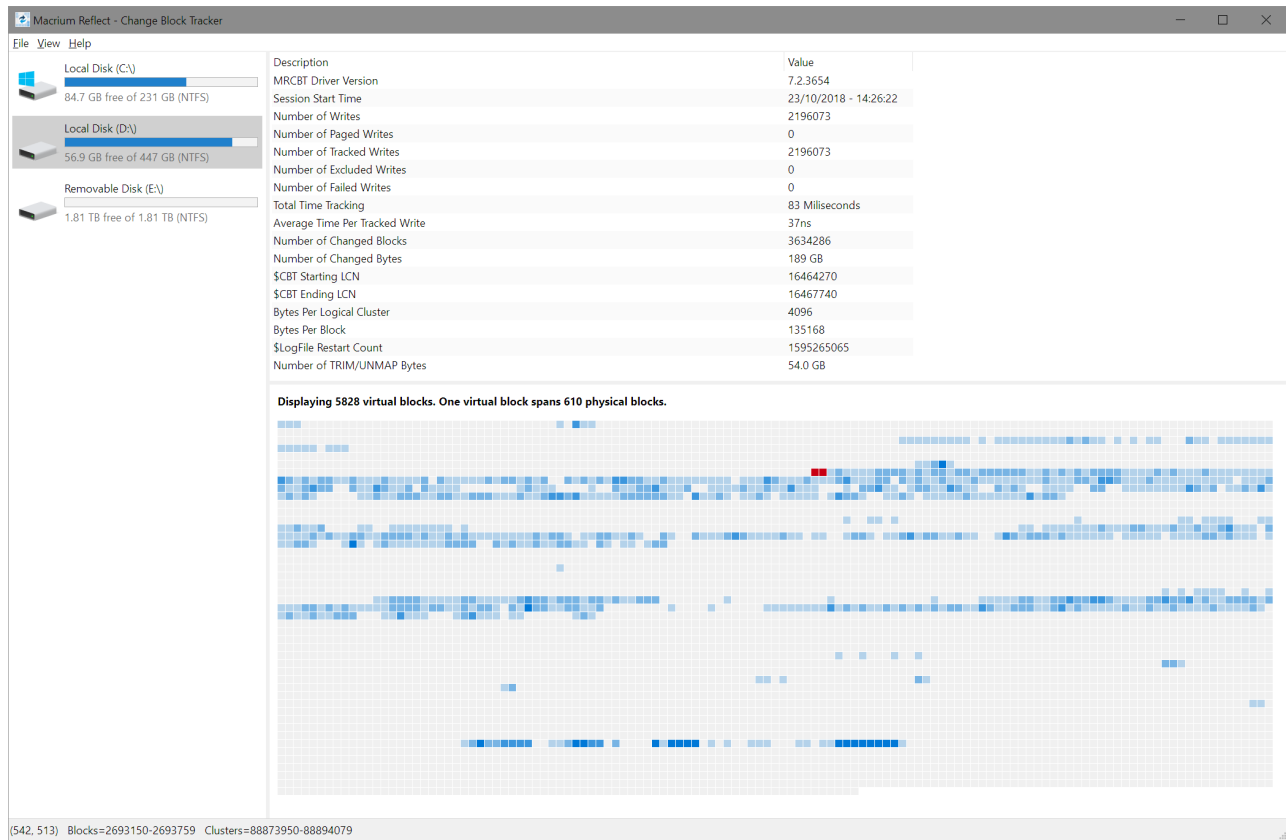 Macrium Reflect - Change Block Tracker
File View Help
Local Disk (C:\)
84.7 GB free of 231 GB (NTFS)
Local Disk (D:\)
56.9 GB free of 447 GB (NTFS)
Removable Disk (E:\)
1.81 TB free of 1.81 TB (NTFS)
Description Value
MRCBT Driver Version 7.2.3654
Session Start Time 23/10/2018 - 14:26:22
Number of Writes 2196073
Number of Paged Writes 0
Number of Tracked Writes 2196073
Number of Excluded Writes 0
Number of Failed Writes 0
Total Time Tracking 83 Miliseconds
Average Time Per Tracked Write 37ns
Number of Changed Blocks 3634286
Number of Changed Bytes 189 GB
$CBT Starting LCN 16464270
$CBT Ending LCN 16467740
Bytes Per Logical Cluster 4096
Bytes Per Block 135168
$LogFile Restart Count 1595265065
Number of TRIM/UNMAP Bytes 54.0 GB
Displaying 5828 virtual blocks. One virtual block spans 610 physical blocks.
(542, 513) Blocks=2693150-2693759 Clusters=88873950-88894079